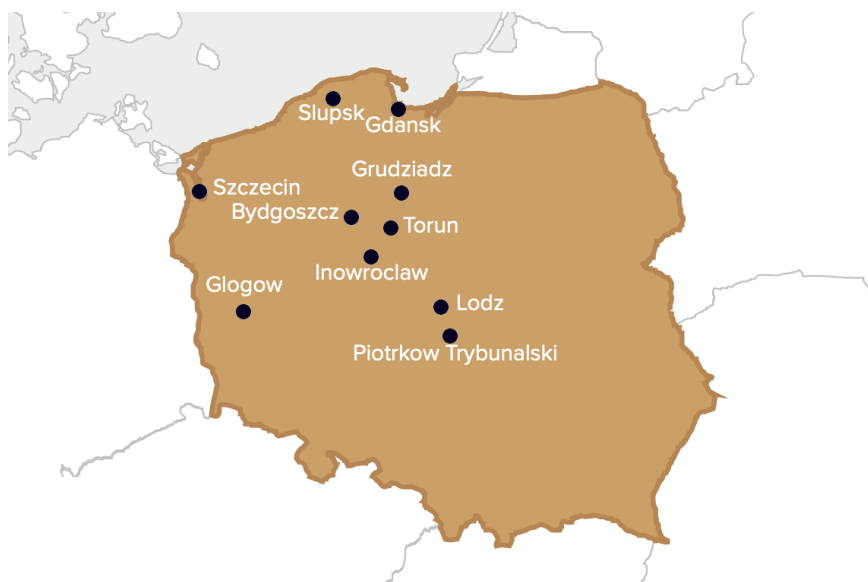 Slupsk
Gdansk
Grudziadz
Szczecin
Bydgoszcz
Torun
Inowroclaw
Glogow
Lodz
Piotrkow Trybunalski